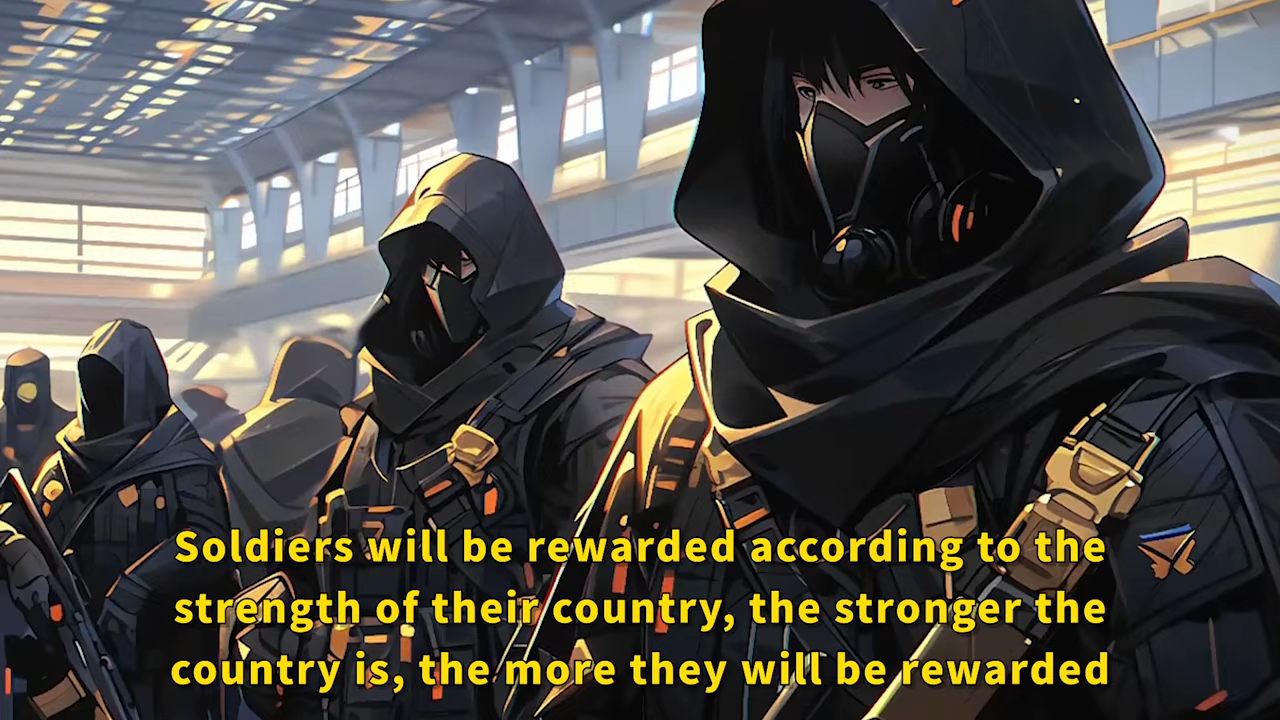 Soldiers will be rewarded according to the
strength of their country, the stronger the
country is, the more they will be rewarded